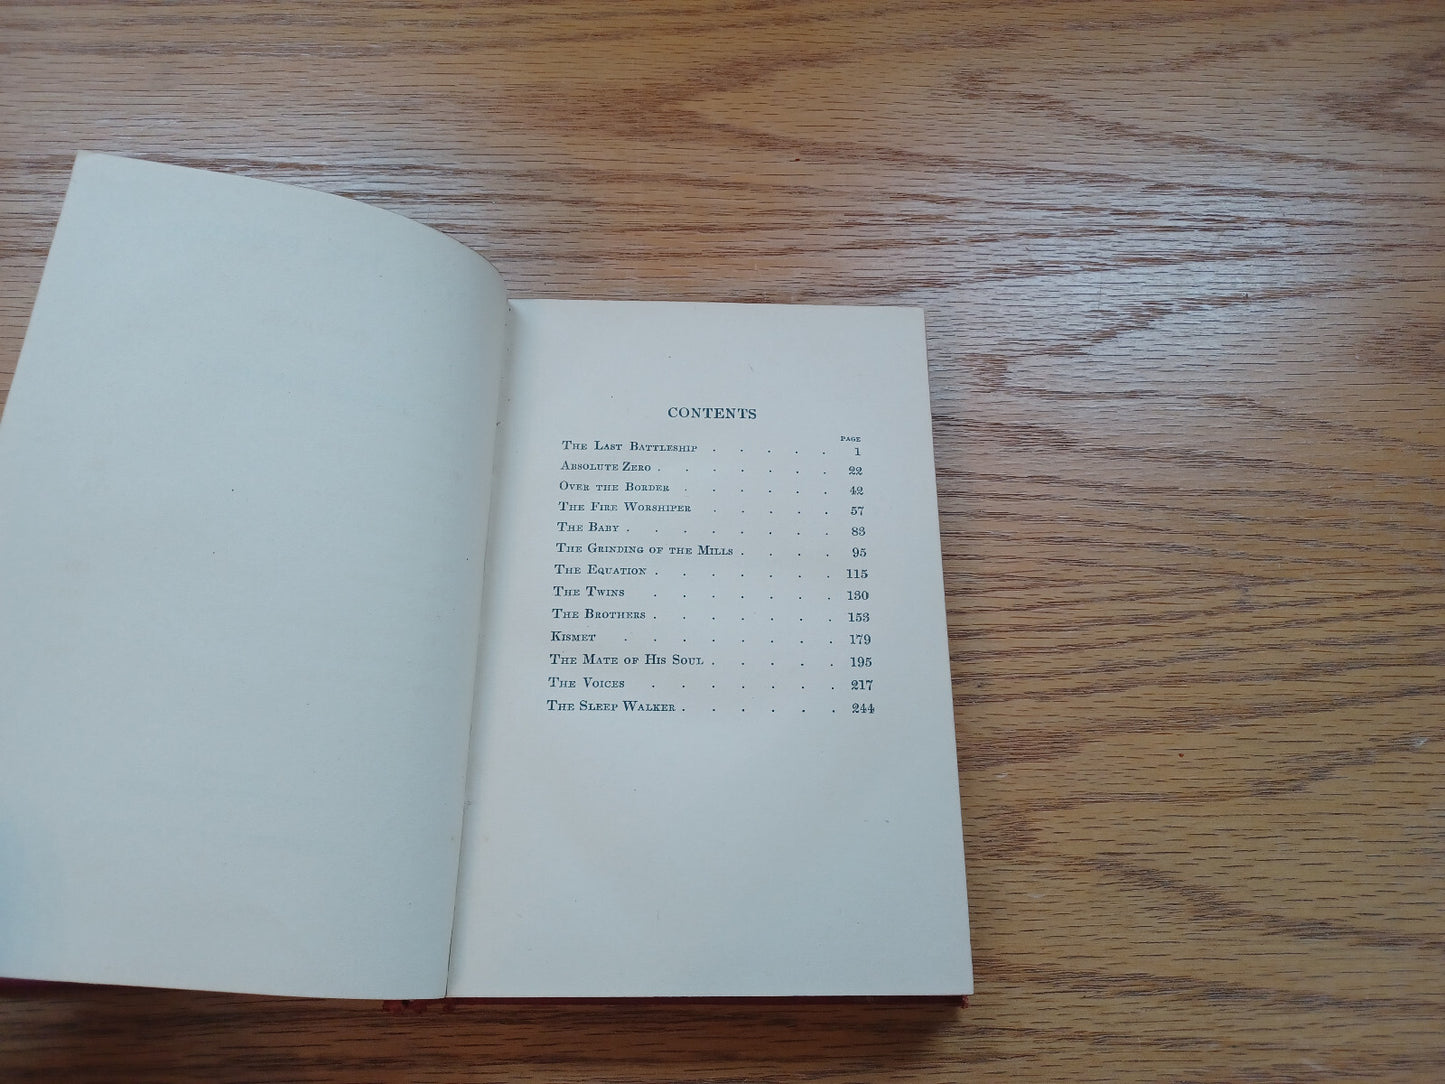 CONTENTS
PAGE
The Last Battleship . . . . . 1
Absolute Zero . . . . . . . 22
Over the Border . . . . . . 42
The Fire Worshiper . . . . . 57
The Baby . . . . . . . . 83
The Grinding of the Mills . . . . 95
The Equation . . . . . . . 115
The Twins . . . . . . . 130
The Brothers . . . . . . . 153
Kismet . . . . . . . . 179
The Mate of His Soul . . . . . 195
The Voices . . . . . . . 217
The Sleep Walker . . . . . . 244